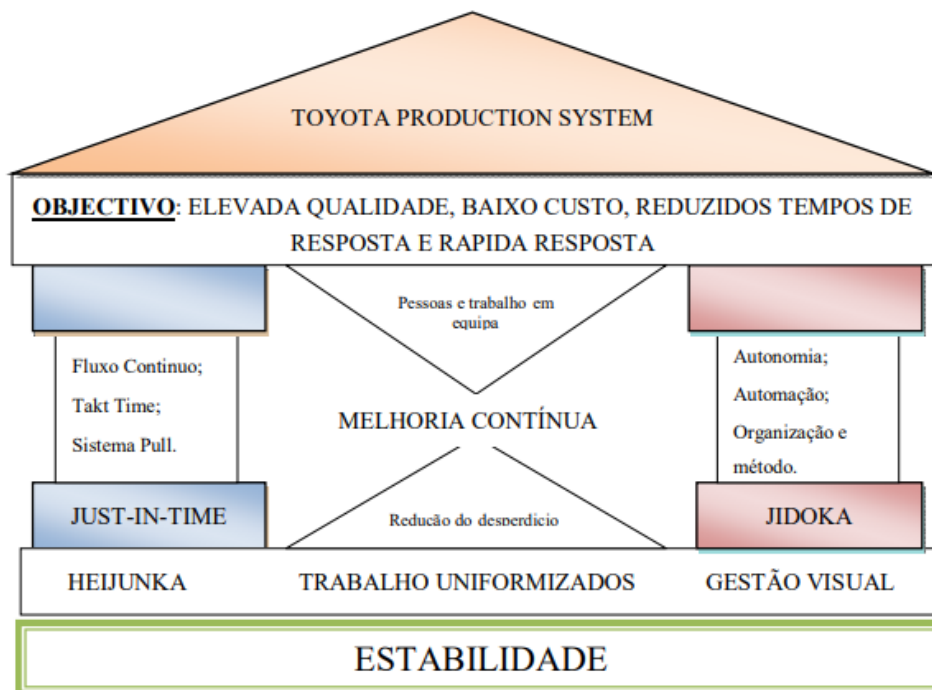 TOYOTA PRODUCTION SYSTEM
OBJECTIVO: ELEVADA QUALIDADE, BAIXO CUSTO, REDUZIDOS TEMPOS DE
RESPOSTA E RAPIDA RESPOSTA
Pessoas e trabalho em
equipa
Fluxo Continuo;
Takt Time;
Sistema Pull.
MELHORIA CONTÍNUA
Autonomia;
Automação;
Organização e
método.
JUST-IN-TIME
Redução do desperdicio
JIDOKA
HEIJUNKA
TRABALHO UNIFORMIZADOS
GESTÃO VISUAL
ESTABILIDADE